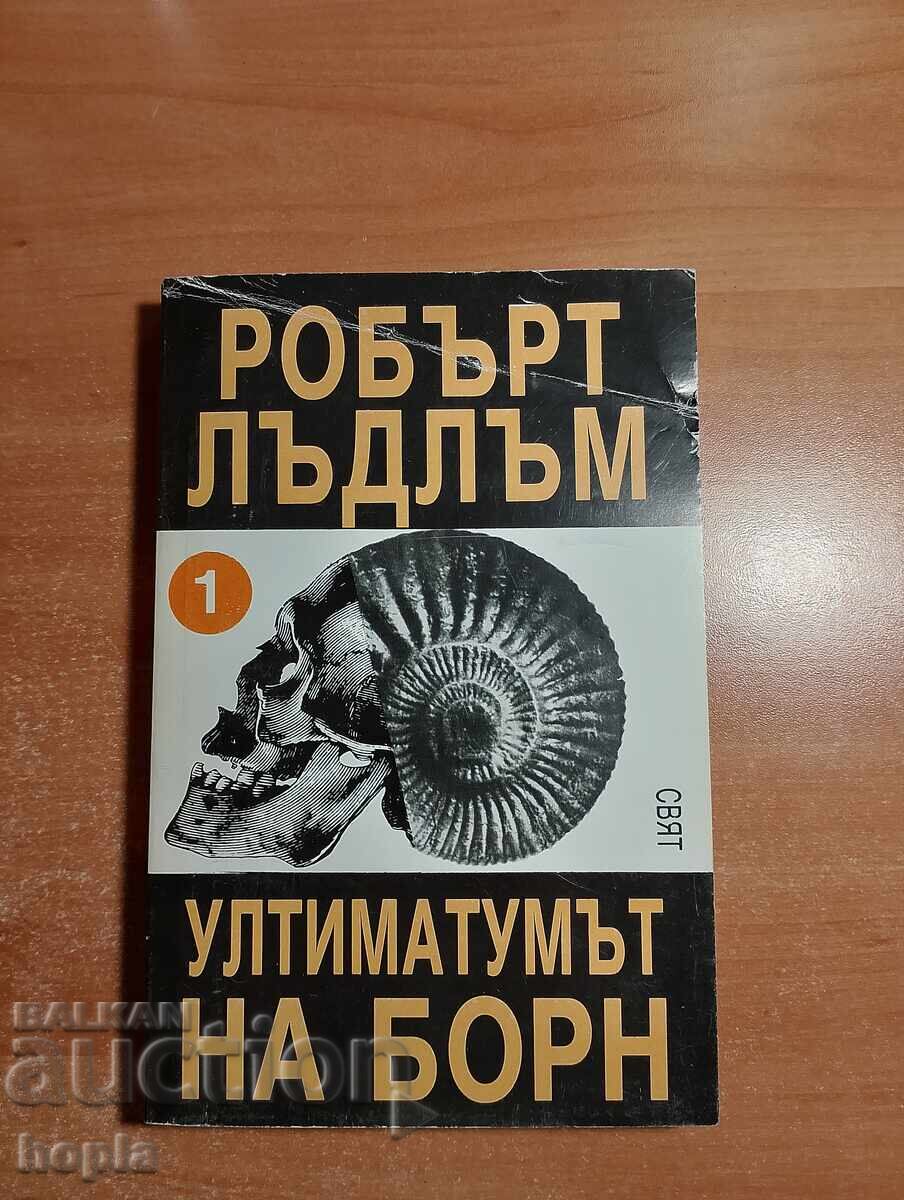 РОБЪРТ
ЛЪДЛЪМ
1
СВЯТ
УЛТИМАТУМЪТ
НА БОРН
BALKAN
auction
hopla